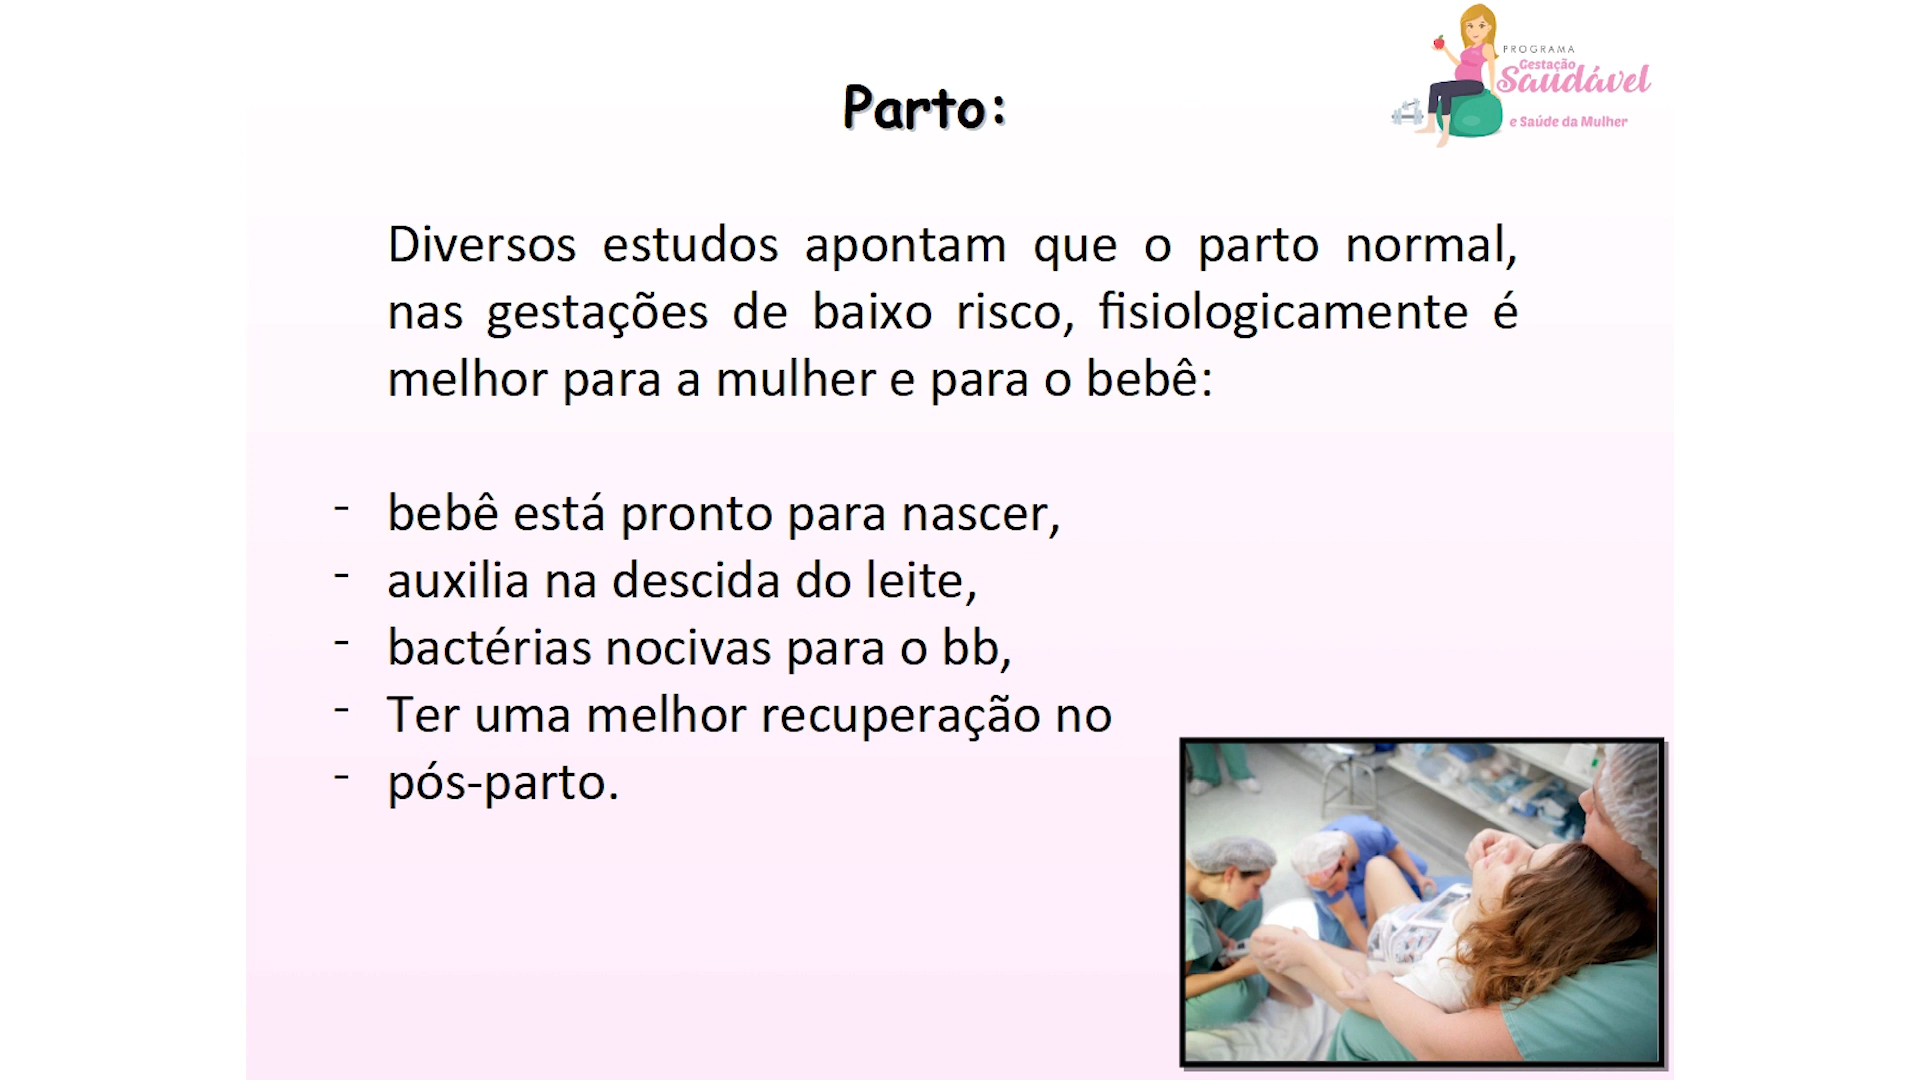 PROGRAMA
Gestação
Saudável
e Saúde da Mulher
Parto:
Diversos estudos apontam que o parto normal,
nas gestações de baixo risco, fisiologicamente é
melhor para a mulher e para o bebê:
- bebê está pronto para nascer,
- auxilia na descida do leite,
- bactérias nocivas para o bb,
- Ter uma melhor recuperação no
- pós-parto.